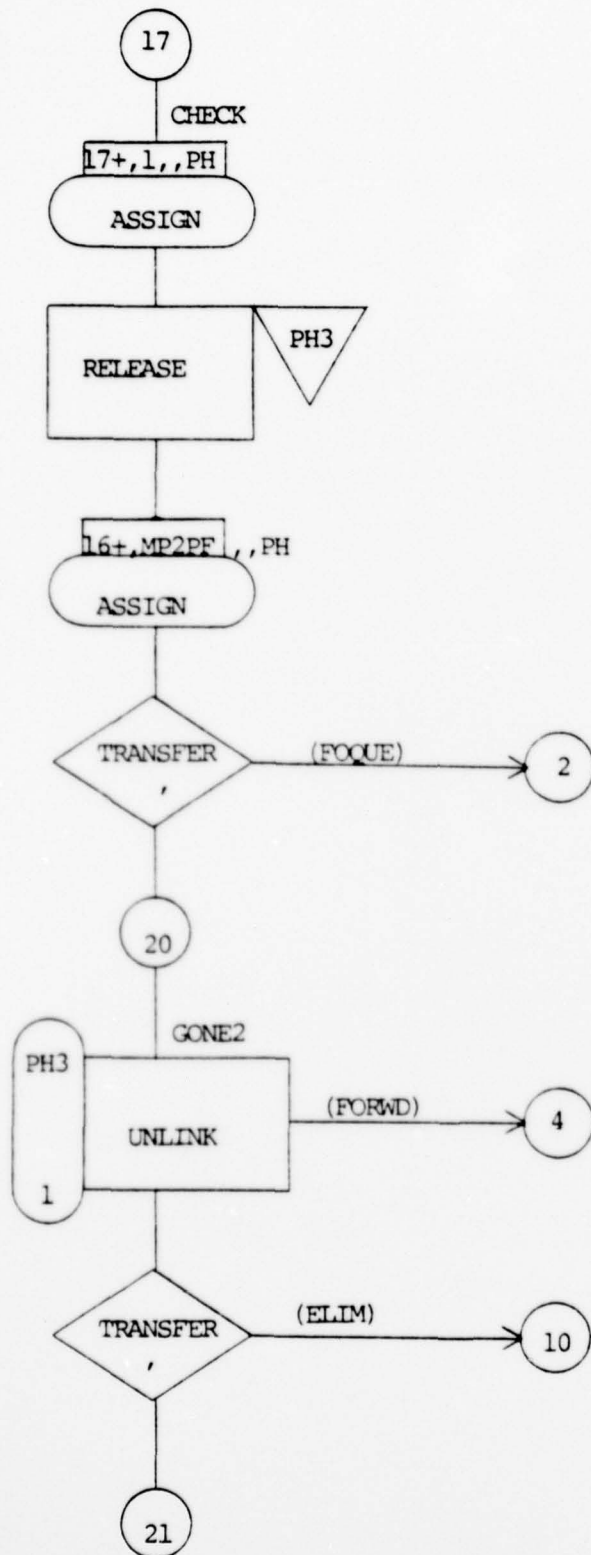 17
CHECK
17+,1,,PH
ASSIGN
RELEASE
PH3
16+,MP2PF,,,PH
ASSIGN
TRANSFER
,
(FOQUE)
2
20
GONE2
PH3
1
UNLINK
(FORWD)
4
TRANSFER
,
(ELIM)
10
21